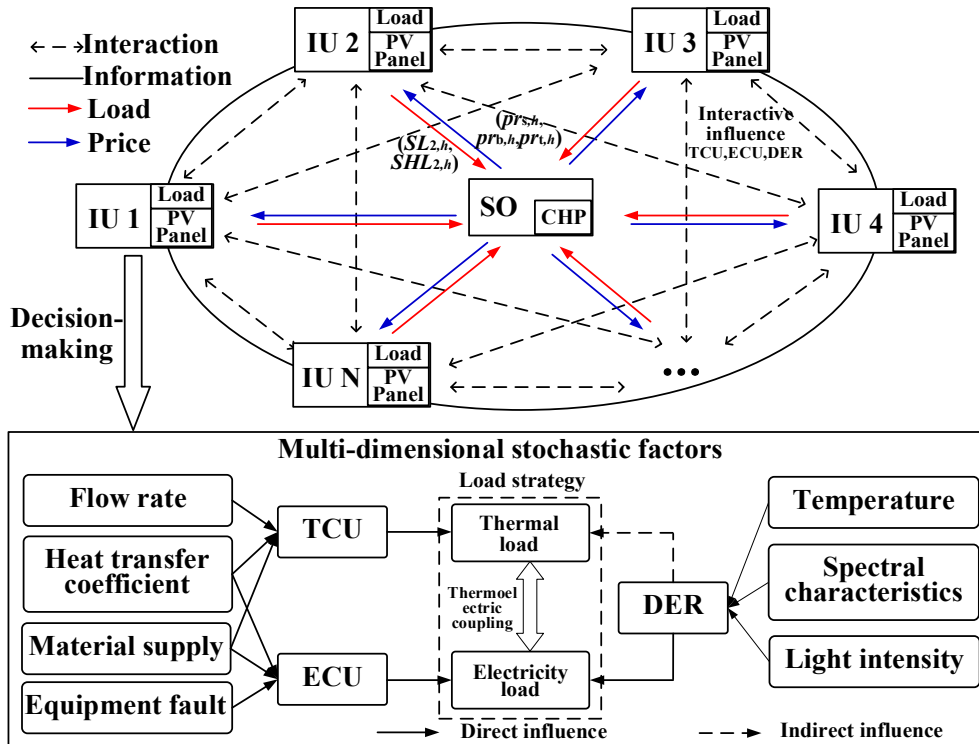 Interaction
Information
Load
Price
IU 2
Load
PV
Panel
IU 3
Load
PV
Panel
(SL2,h,
SHL2,h)
(prs,h,
prb,h,prt,h)
Interactive
influence
TCU,ECU,DER
IU 1
Load
PV
Panel
SO
CHP
IU 4
Load
PV
Panel
Decision-
making
IU N
Load
PV
Panel
•••
Multi-dimensional stochastic factors
Flow rate
Heat transfer
coefficient
Material supply
Equipment fault
TCU
ECU
Load strategy
Thermal
load
Thermoel
ectric
coupling
Electricity
load
DER
Temperature
Spectral
characteristics
Light intensity
Direct influence
Indirect influence